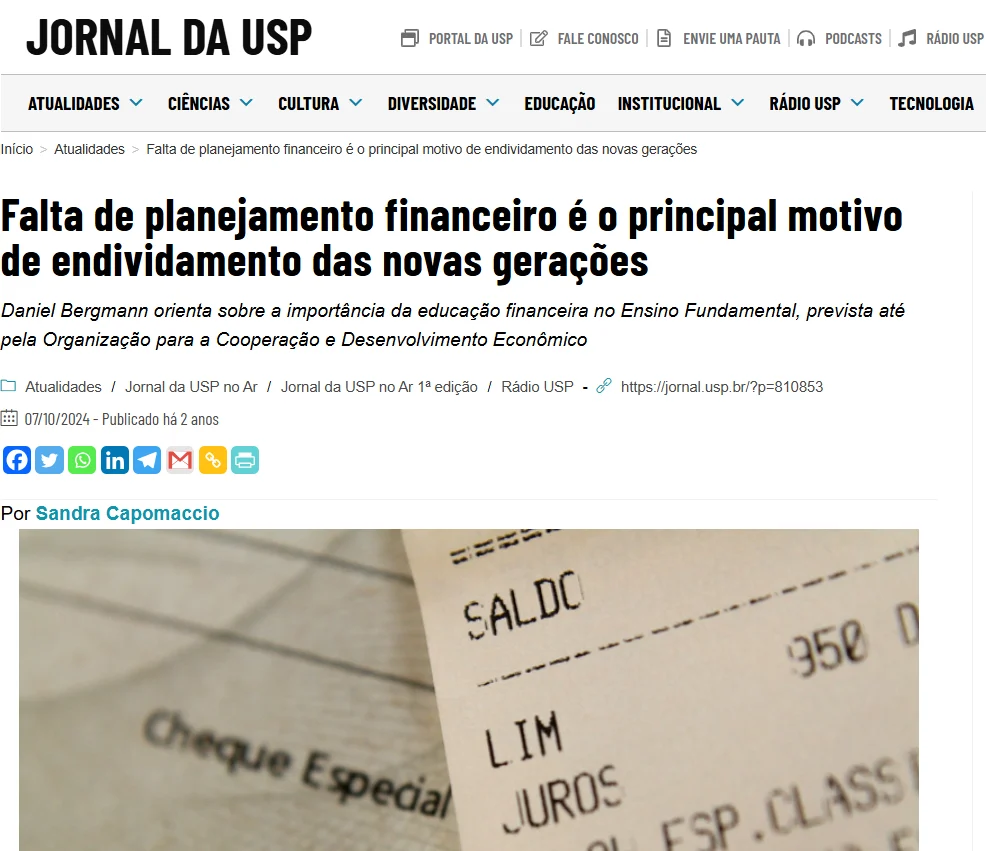 JORNAL DA USP
PORTAL DA USP
FALE CONOSCO
ENVIE UMA PAUTA
PODCASTS
RÁDIO USP
ATUALIDADES
CIÊNCIAS
CULTURA
DIVERSIDADE
EDUCAÇÃO
INSTITUCIONAL
RÁDIO USP
TECNOLOGIA
Início > Atualidades > Falta de planejamento financeiro é o principal motivo de endividamento das novas gerações
Falta de planejamento financeiro é o principal motivo
de endividamento das novas gerações
Daniel Bergmann orienta sobre a importância da educação financeira no Ensino Fundamental, prevista até
pela Organização para a Cooperação e Desenvolvimento Econômico
Atualidades / Jornal da USP no Ar / Jornal da USP no Ar 1ª edição / Rádio USP - https://jornal.usp.br/?p=810853
07/10/2024 - Publicado há 2 anos
Por Sandra Capomaccio
SALDO
950 D
Cheque Especial
LIM
JUROS
ESP.CLASS